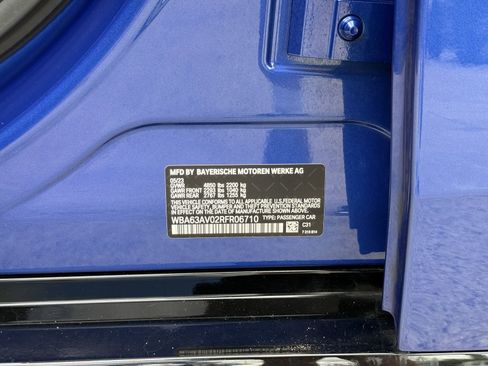 MFD BY BAYERISCHE MOTOREN WERKE AG
05/23
GVWR 4850 lbs 2200 kg
GAWR FRONT 2293 lbs 1040 kg
GAWR REAR 2767 lbs 1255 kg
THIS VEHICLE CONFORMS TO ALL APPLICABLE U.S.FEDERAL MOTOR
VEHICLE SAFETY, BUMPER, AND THEFT PREVENTION STANDARDS
IN EFFECT ON THE DATE OF MANUFACTURE SHOWN ABOVE.
WBA63AV02RFR06710 TYPE: PASSENGER CAR
C31